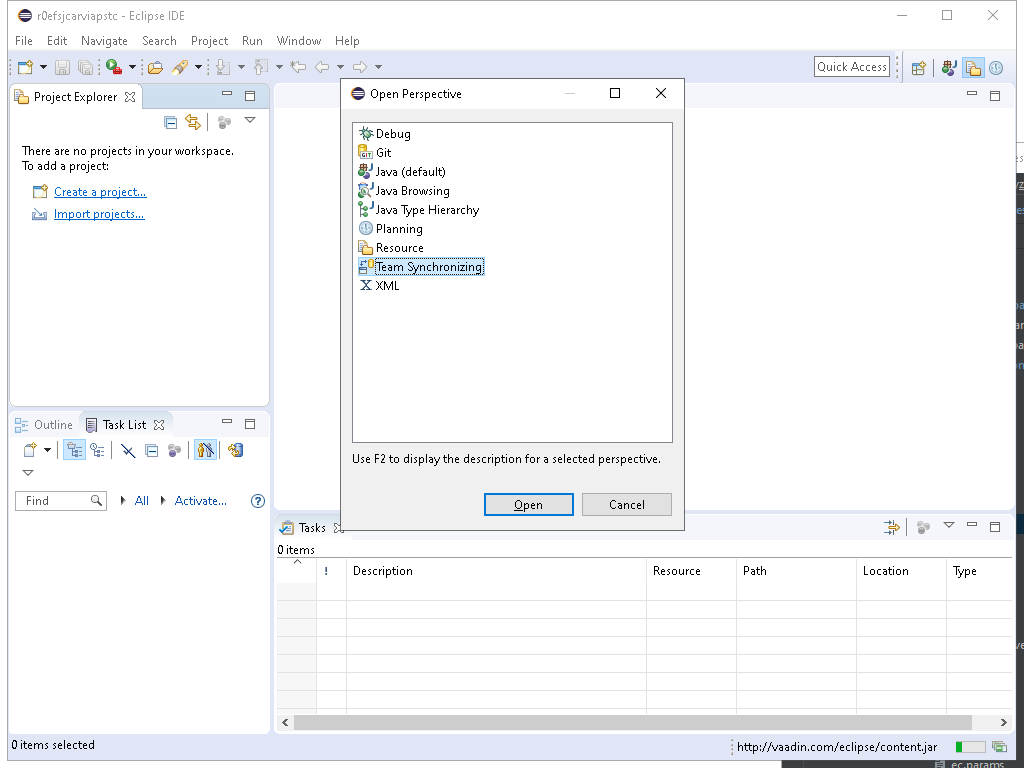 r0efsjcarviapstc - Eclipse IDE
File Edit Navigate Search Project Run Window Help
Quick Access
Project Explorer
There are no projects in your workspace.
To add a project:
Create a project...
Import projects...
Open Perspective
Debug
GIT Git
Java (default)
Java Browsing
Java Type Hierarchy
Planning
Resource
Team Synchronizing
XML
Use F2 to display the description for a selected perspective.
Open Cancel
Outline Task List
Find All Activate... ?
Tasks
0 items
! Description Resource Path Location Type
0 items selected
http://vaadin.com/eclipse/content.jar
ec.params